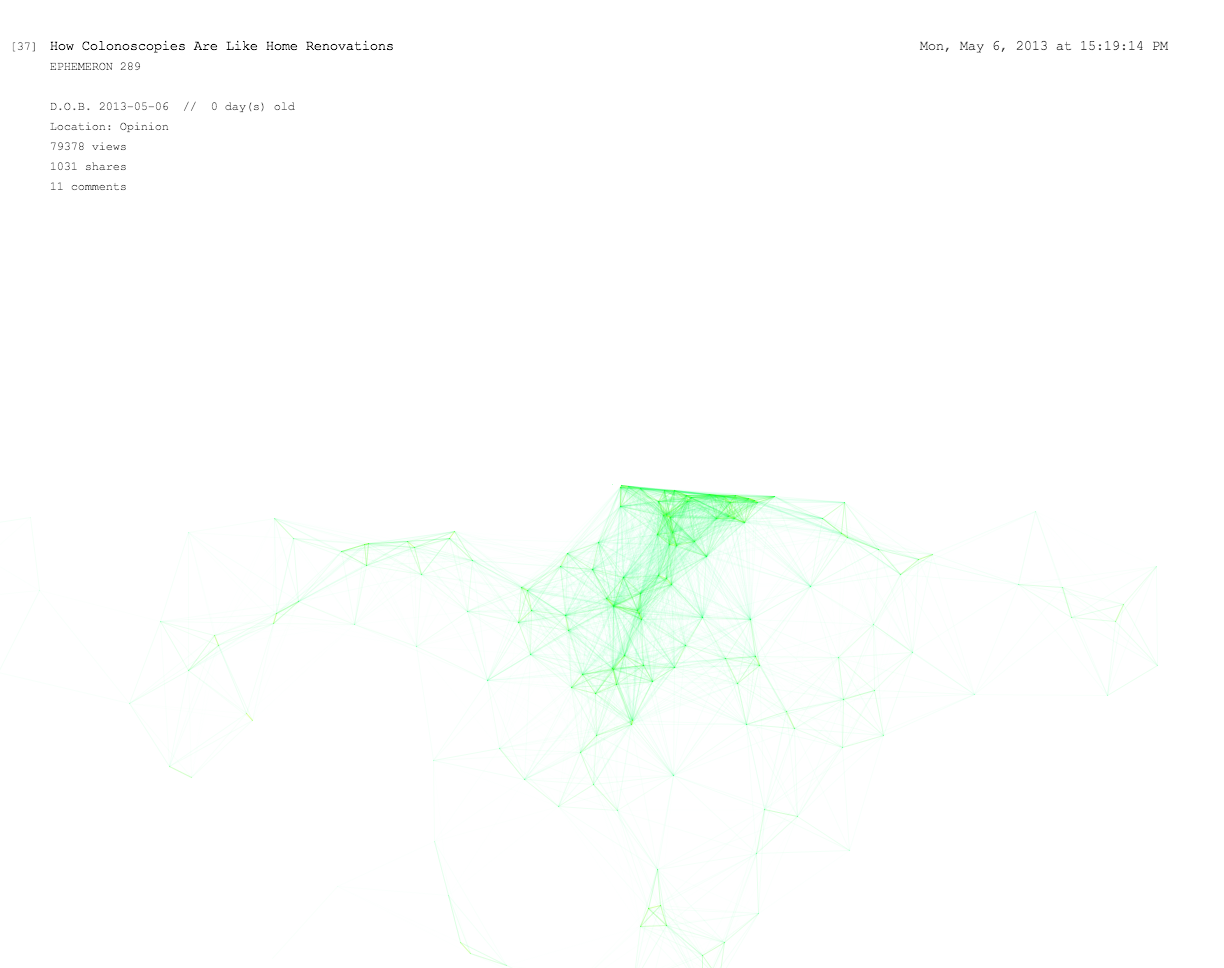 [37] How Colonoscopies Are Like Home Renovations
Mon, May 6, 2013 at 15:19:14 PM
EPHEMERON 289
D.O.B. 2013-05-06 // 0 day(s) old
Location: Opinion
79378 views
1031 shares
11 comments